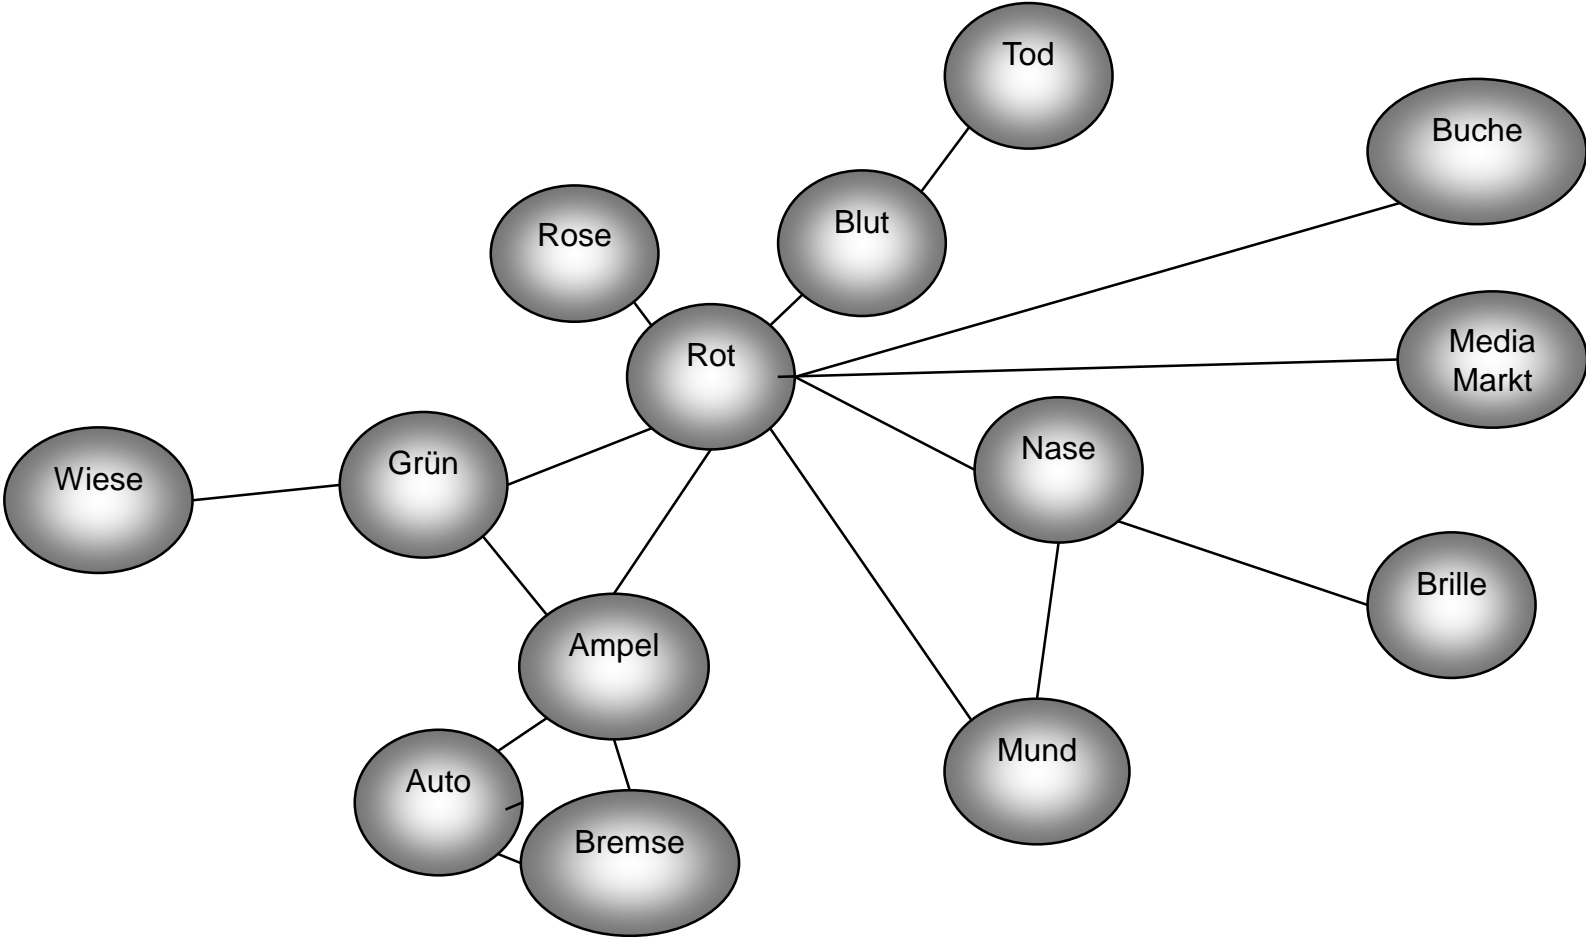 Tod
Buche
Blut
Rose
Media
Markt
Rot
Nase
Grün
Wiese
Brille
Ampel
Mund
Auto
Bremse